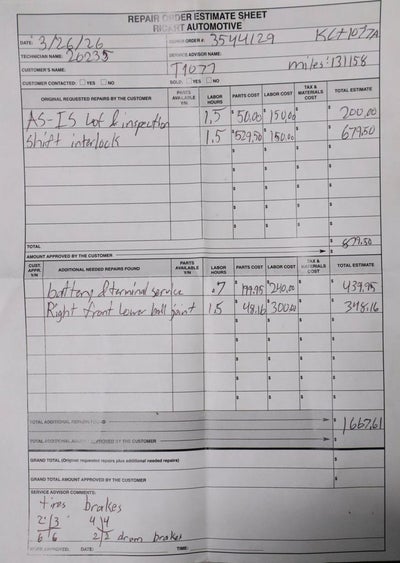 REPAIR ORDER ESTIMATE SHEET
RICART AUTOMOTIVE
DATE: 3/26/26 REPAIR ORDER #: 3544129
TECHNICIAN NAME: 20235 SERVICE ADVISOR NAME:
CUSTOMER'S NAME: T1077 miles: 131158
CUSTOMER CONTACTED: YES NO SOLD: YES NO
ORIGINAL REQUESTED REPAIRS BY THE CUSTOMER PARTS AVAILABLE Y/N LABOR HOURS PARTS COST LABOR COST TAX & MATERIALS COST TOTAL ESTIMATE
AS-IS Lof & inspection 1.5 $50.00 $150.00 200.00
Shift interlock 1.5 $529.50 $150.00 679.50
TOTAL 879.50
AMOUNT APPROVED BY THE CUSTOMER
CUST. APPR. Y/N ADDITIONAL NEEDED REPAIRS FOUND PARTS AVAILABLE Y/N LABOR HOURS PARTS COST LABOR COST TAX & MATERIALS COST TOTAL ESTIMATE
battery & terminal service .7 $199.95 $240.00 439.95
Right front lower ball joint 1.5 $48.16 $300.00 348.16
TOTAL ADDITIONAL REPAIRS FOUND $1667.61
TOTAL ADDITIONAL AMOUNT APPROVED BY THE CUSTOMER
GRAND TOTAL (Original requested repairs plus additional needed repairs)
GRAND TOTAL AMOUNT APPROVED BY THE CUSTOMER
SERVICE ADVISOR COMMENTS:
tires brakes
2 3 4 4
6 6 2 2 drum brakes
DATE: TIME: